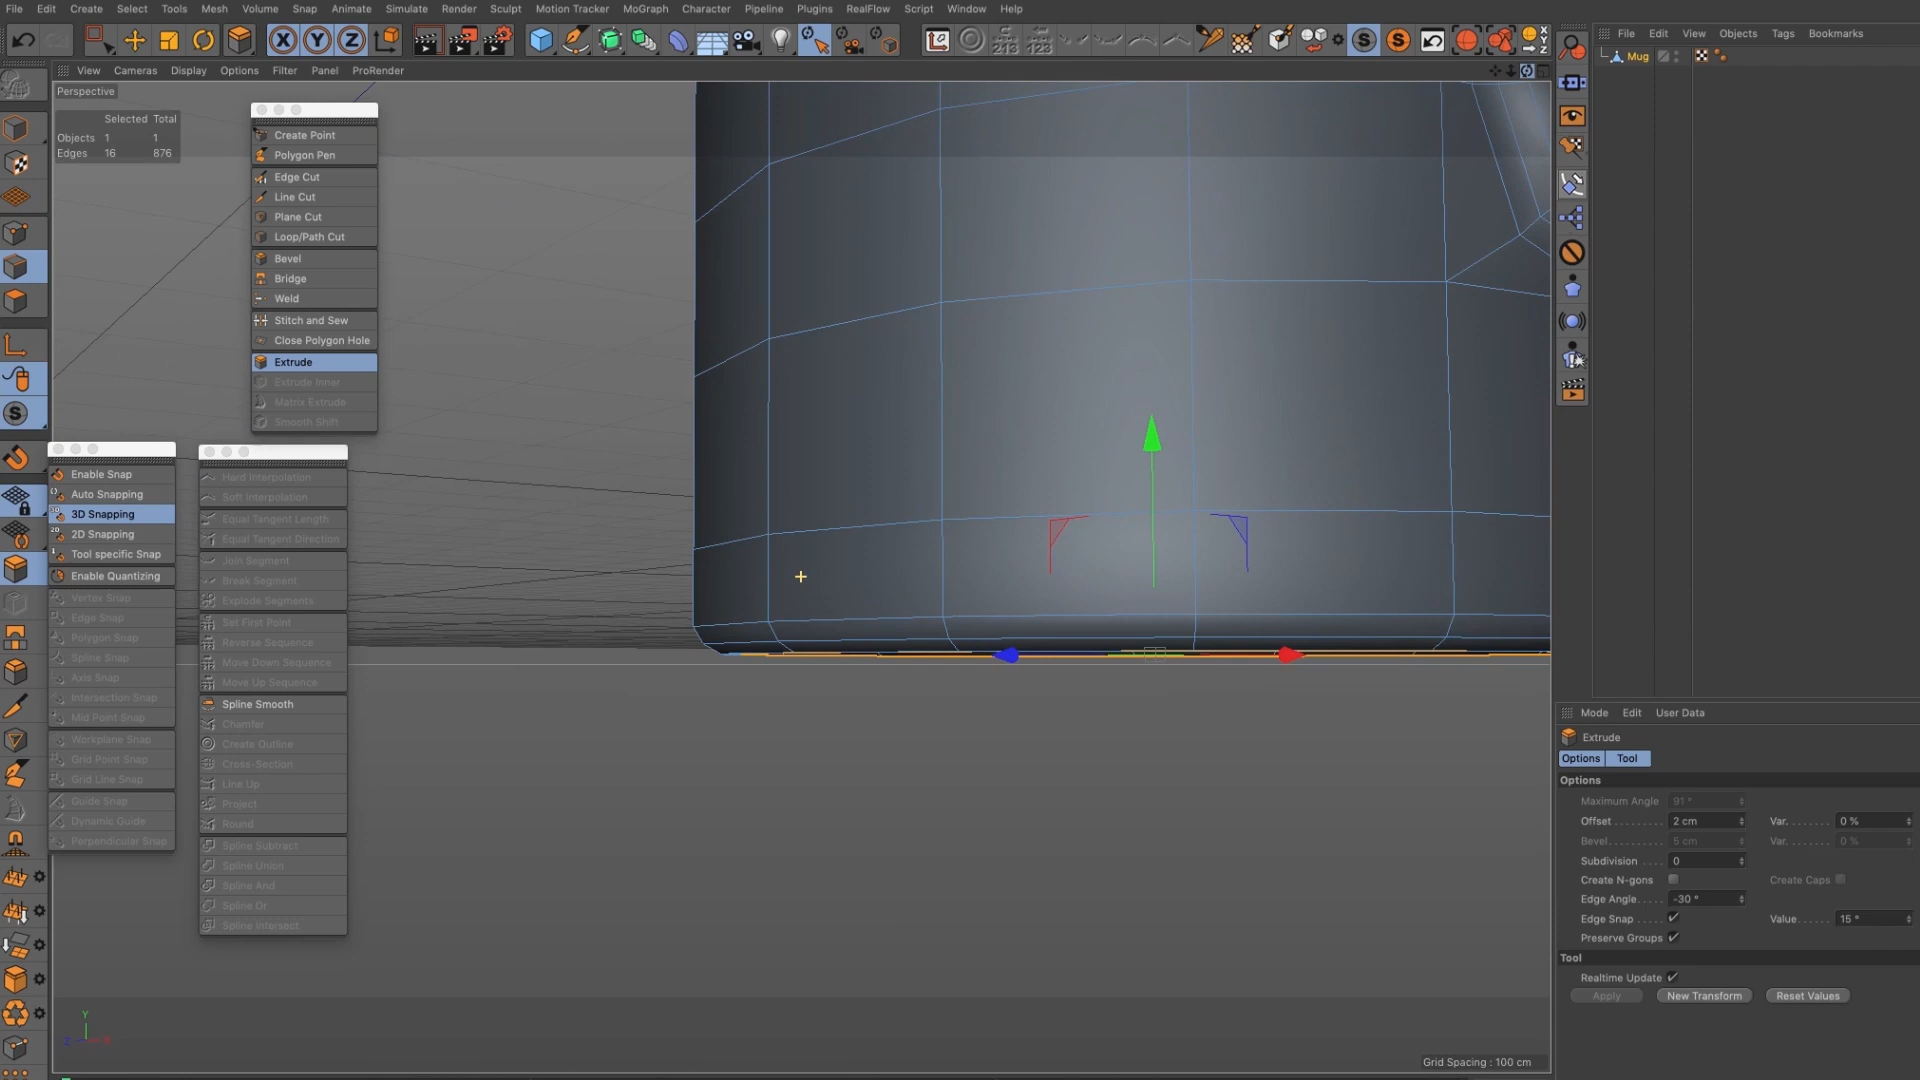 File Edit Create Select Tools Mesh Volume Snap Animate Simulate Render Sculpt Motion Tracker MoGraph Character Pipeline Plugins RealFlow Script Window Help
File Edit View Objects Tags Bookmarks
Mug
View Cameras Display Options Filter Panel ProRender
Perspective
Selected Total
Objects 1 1
Edges 16 876
Create Point
Polygon Pen
Edge Cut
Line Cut
Plane Cut
Loop/Path Cut
Bevel
Bridge
Weld
Stitch and Sew
Close Polygon Hole
Extrude
Extrude Inner
Matrix Extrude
Smooth Shift
Enable Snap
Auto Snapping
3D Snapping
2D Snapping
Tool specific Snap
Enable Quantizing
Vertex Snap
Edge Snap
Polygon Snap
Spline Snap
Axis Snap
Intersection Snap
Mid Point Snap
Workplane Snap
Grid Point Snap
Grid Line Snap
Guide Snap
Dynamic Guide
Perpendicular Snap
Hard Interpolation
Soft Interpolation
Equal Tangent Length
Equal Tangent Direction
Join Segment
Break Segment
Explode Segments
Set First Point
Reverse Sequence
Move Down Sequence
Move Up Sequence
Spline Smooth
Chamfer
Create Outline
Cross-Section
Line Up
Project
Round
Spline Subtract
Spline Union
Spline And
Spline Or
Spline Intersect
Y
Grid Spacing : 100 cm
Mode Edit User Data
Extrude
Options Tool
Options
Maximum Angle 91 °
Offset 2 cm Var. 0 %
Bevel 5 cm Var. 0 %
Subdivision 0
Create N-gons Create Caps
Edge Angle -30 °
Edge Snap Value 15 °
Preserve Groups
Tool
Realtime Update
Apply New Transform Reset Values